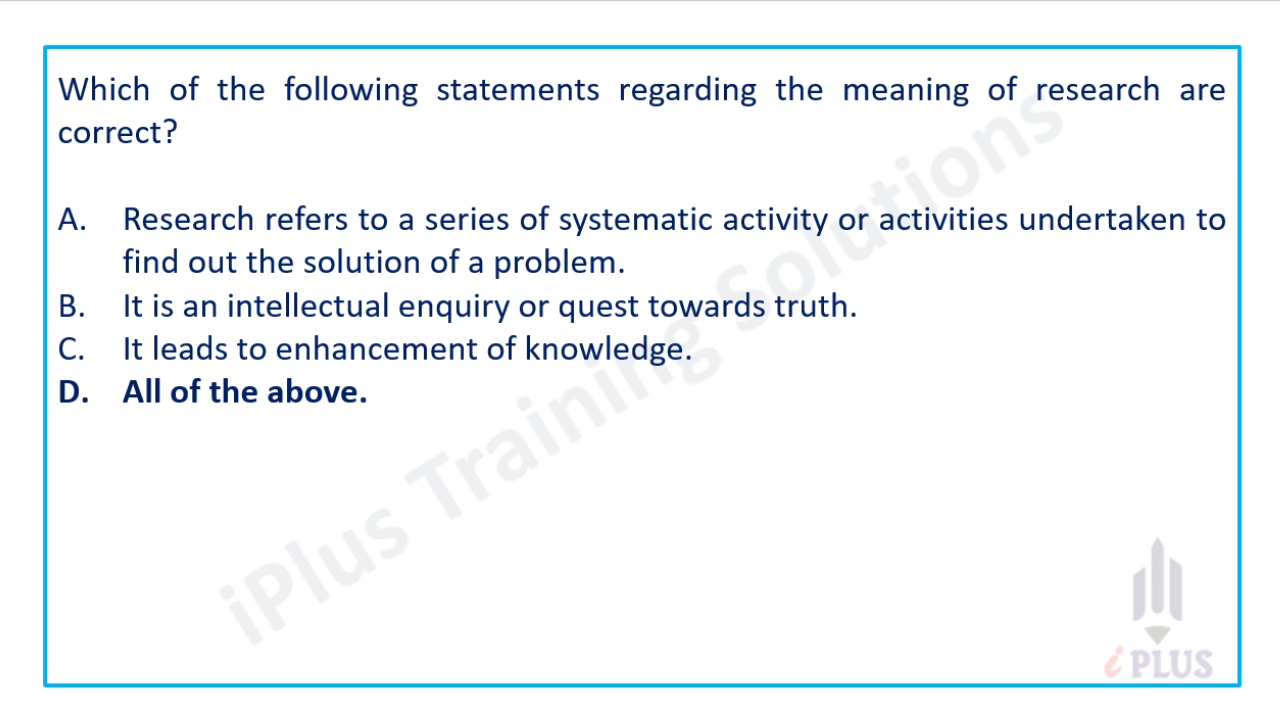 Which of the following statements regarding the meaning of research are
correct?
A. Research refers to a series of systematic activity or activities undertaken to
find out the solution of a problem.
B. It is an intellectual enquiry or quest towards truth.
C. It leads to enhancement of knowledge.
D. All of the above.
iPlus Training Solutions
i PLUS